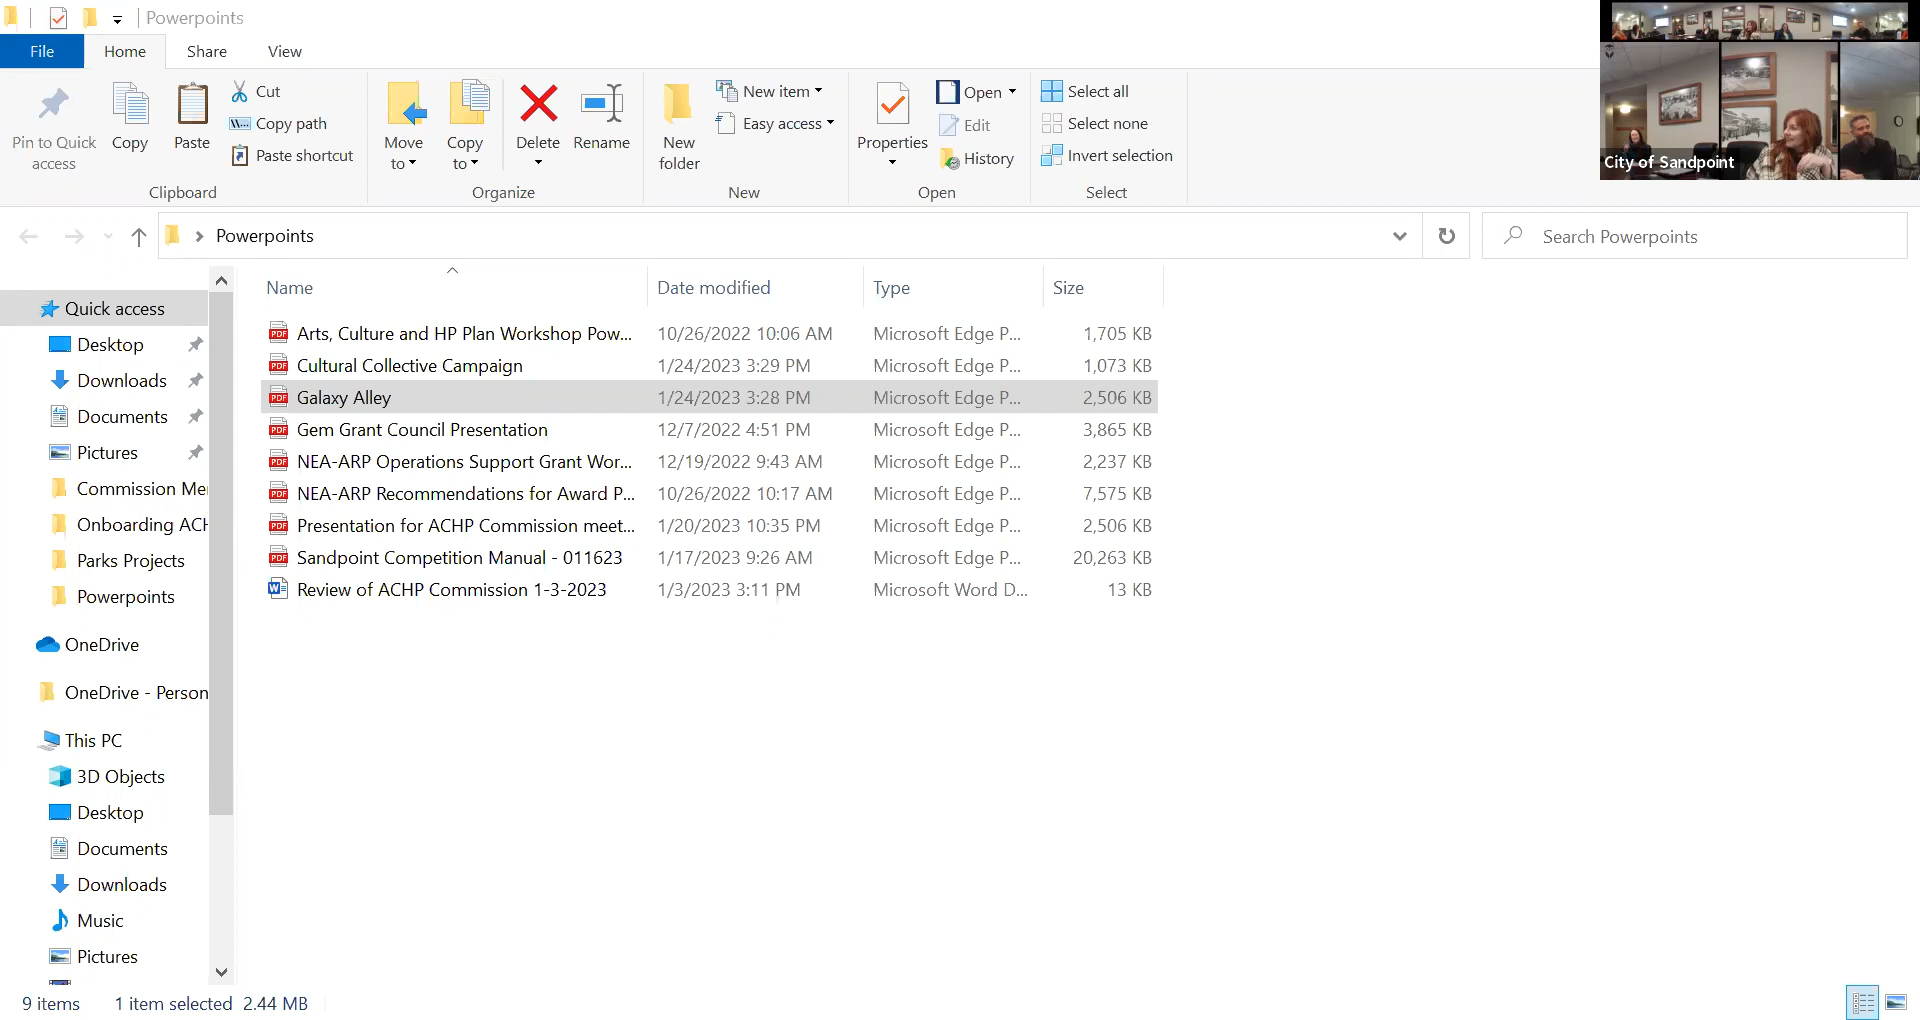 Powerpoints
File Home Share View
Pin to Quick access
Copy
Paste
Cut
Copy path
Paste shortcut
Clipboard
Move to
Copy to
Delete
Rename
Organize
New folder
New item
Easy access
New
Properties
Open
Edit
History
Open
Select all
Select none
Invert selection
Select
City of Sandpoint
Powerpoints
Search Powerpoints
Quick access
Desktop
Downloads
Documents
Pictures
Commission Me
Onboarding ACH
Parks Projects
Powerpoints
OneDrive
OneDrive - Person
This PC
3D Objects
Desktop
Documents
Downloads
Music
Pictures
Name Date modified Type Size
PDF Arts, Culture and HP Plan Workshop Pow... 10/26/2022 10:06 AM Microsoft Edge P... 1,705 KB
PDF Cultural Collective Campaign 1/24/2023 3:29 PM Microsoft Edge P... 1,073 KB
PDF Galaxy Alley 1/24/2023 3:28 PM Microsoft Edge P... 2,506 KB
PDF Gem Grant Council Presentation 12/7/2022 4:51 PM Microsoft Edge P... 3,865 KB
PDF NEA-ARP Operations Support Grant Wor... 12/19/2022 9:43 AM Microsoft Edge P... 2,237 KB
PDF NEA-ARP Recommendations for Award P... 10/26/2022 10:17 AM Microsoft Edge P... 7,575 KB
PDF Presentation for ACHP Commission meet... 1/20/2023 10:35 PM Microsoft Edge P... 2,506 KB
PDF Sandpoint Competition Manual - 011623 1/17/2023 9:26 AM Microsoft Edge P... 20,263 KB
W Review of ACHP Commission 1-3-2023 1/3/2023 3:11 PM Microsoft Word D... 13 KB
9 items 1 item selected 2.44 MB